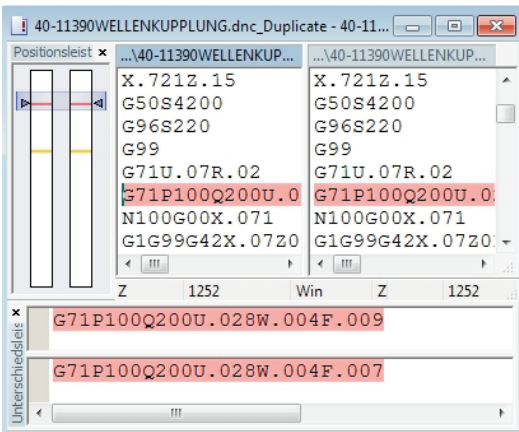 40-11390WELLENKUPPLUNG.dnc_Duplicate - 40-11...
Positionsleist x
...\40-11390WELLENKUP...
...\40-11390WELLENKUP...
X.721Z.15
G50S4200
G96S220
G99
G71U.07R.02
G71P100Q200U.0
N100G00X.071
G1G99G42X.07Z0
X.721Z.15
G50S4200
G96S220
G99
G71U.07R.02
G71P100Q200U.02
N100G00X.071
G1G99G42X.07Z0
Z 1252 Win Z 1252
Unterschiedsleis x
G71P100Q200U.028W.004F.009
G71P100Q200U.028W.004F.007